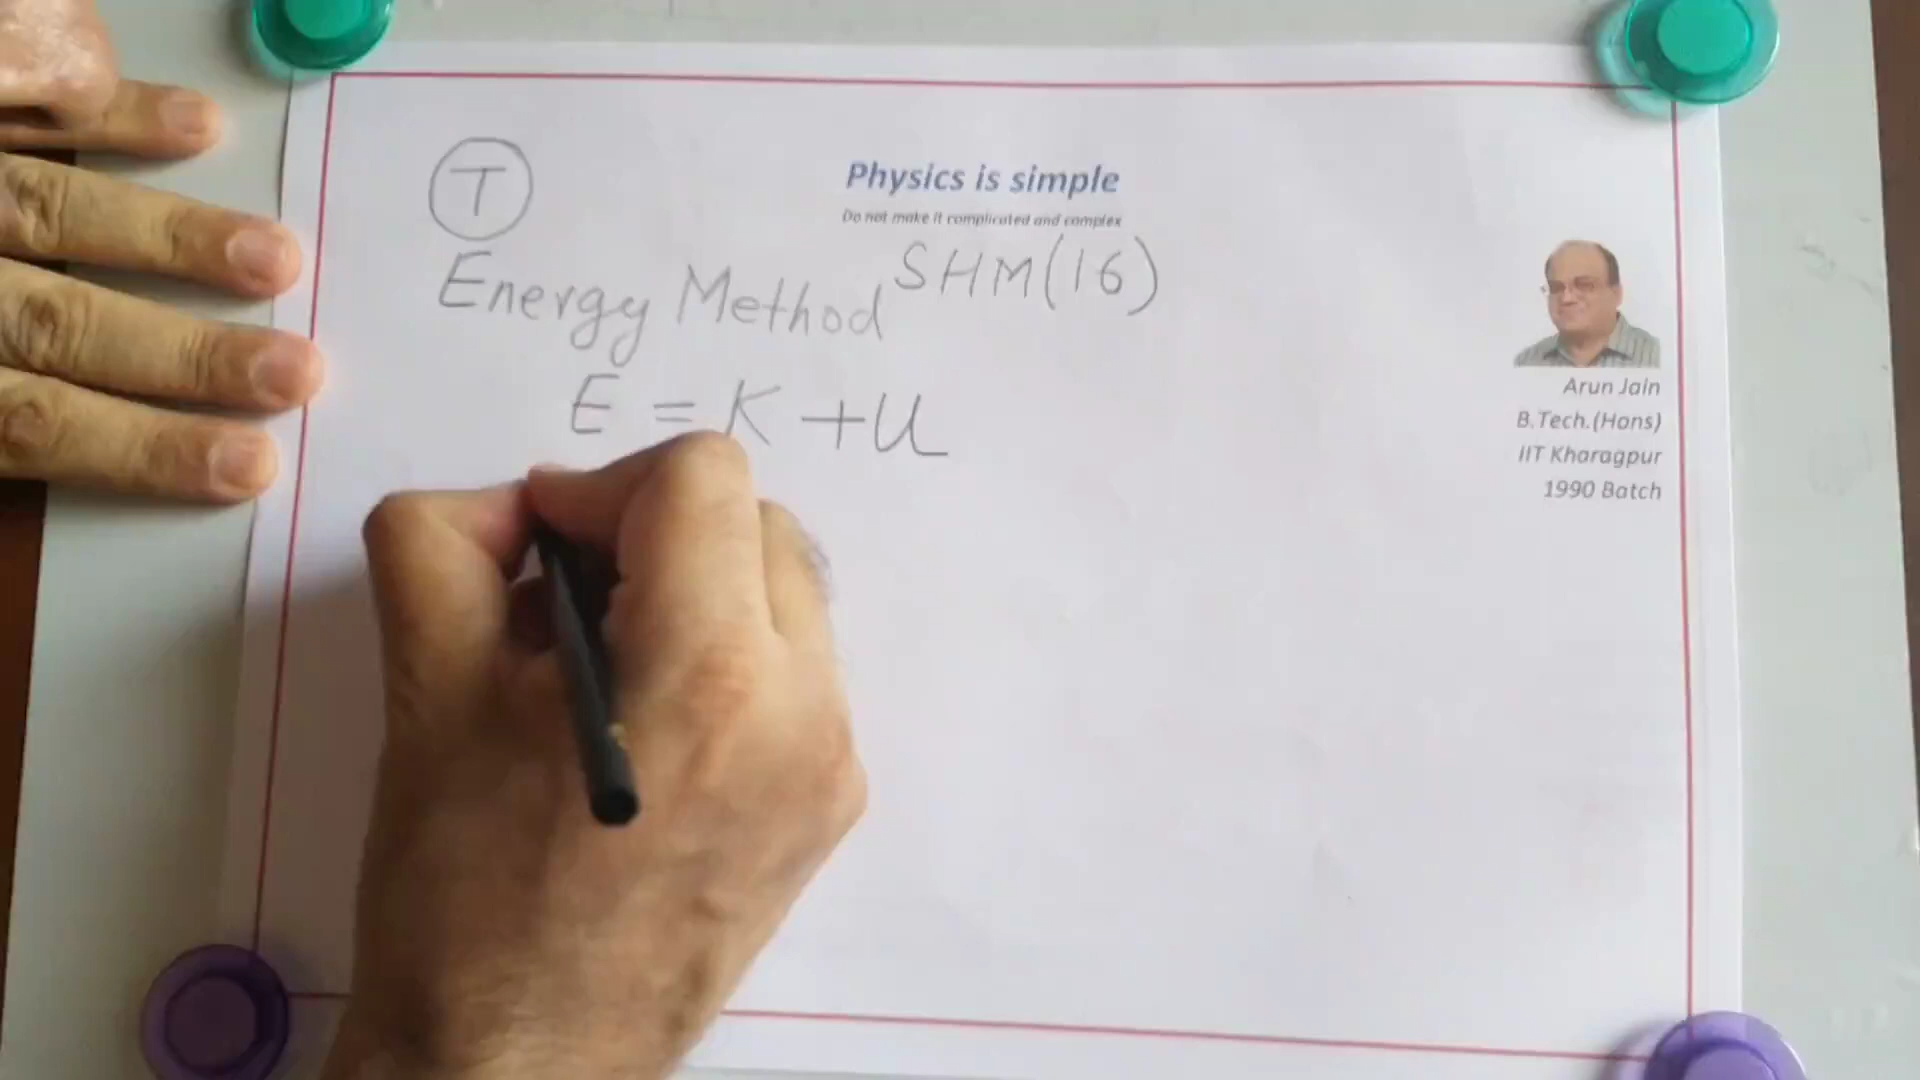 T
Physics is simple
Do not make it complicated and complex
SHM(16)
Energy Method
E = K + U
Arun Jain
B.Tech.(Hons)
IIT Kharagpur
1990 Batch